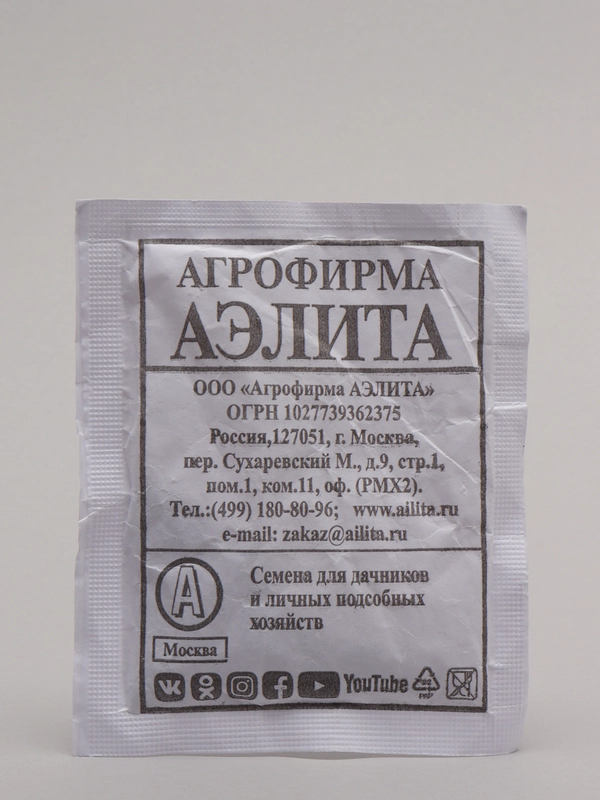 АГРОФИРМА
АЭЛИТА
ООО «Агрофирма АЭЛИТА»
ОГРН 1027739362375
Россия,127051, г. Москва,
пер. Сухаревский М., д.9, стр.1,
пом.1, ком.11, оф. (РМХ2).
Тел.:(499) 180-80-96; www.ailita.ru
e-mail: zakaz@ailita.ru
А
Семена для дачников
и личных подсобных
хозяйств
Москва
YouTube